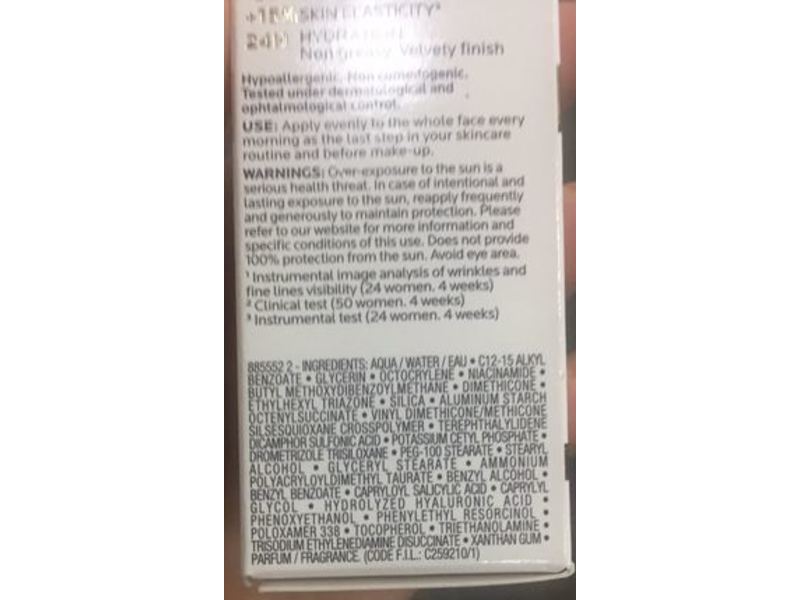 +15% SKIN ELASTICITY³
24H HYDRATION
Non greasy. Velvety finish
Hypoallergenic. Non comedogenic.
Tested under dermatological and
ophtalmological control.
USE: Apply evenly to the whole face every
morning as the last step in your skincare
routine and before make-up.
WARNINGS: Over-exposure to the sun is a
serious health threat. In case of intentional and
lasting exposure to the sun, reapply frequently
and generously to maintain protection. Please
refer to our website for more information and
specific conditions of this use. Does not provide
100% protection from the sun. Avoid eye area.
¹ Instrumental image analysis of wrinkles and
fine lines visibility (24 women. 4 weeks)
² Clinical test (50 women. 4 weeks)
³ Instrumental test (24 women. 4 weeks)
885552 2 - INGREDIENTS: AQUA / WATER / EAU • C12-15 ALKYL
BENZOATE • GLYCERIN • OCTOCRYLENE • NIACINAMIDE •
BUTYL METHOXYDIBENZOYLMETHANE • DIMETHICONE •
ETHYLHEXYL TRIAZONE • SILICA • ALUMINUM STARCH
OCTENYLSUCCINATE • VINYL DIMETHICONE/METHICONE
SILSESQUIOXANE CROSSPOLYMER • TEREPHTHALYLIDENE
DICAMPHOR SULFONIC ACID • POTASSIUM CETYL PHOSPHATE •
DROMETRIZOLE TRISILOXANE • PEG-100 STEARATE • STEARYL
ALCOHOL • GLYCERYL STEARATE • AMMONIUM
POLYACRYLOYLDIMETHYL TAURATE • BENZYL ALCOHOL •
BENZYL BENZOATE • CAPRYLOYL SALICYLIC ACID • CAPRYLYL
GLYCOL • HYDROLYZED HYALURONIC ACID •
PHENOXYETHANOL • PHENYLETHYL RESORCINOL •
POLOXAMER 338 • TOCOPHEROL • TRIETHANOLAMINE •
TRISODIUM ETHYLENEDIAMINE DISUCCINATE • XANTHAN GUM •
PARFUM / FRAGRANCE. (CODE F.I.L.: C259210/1)